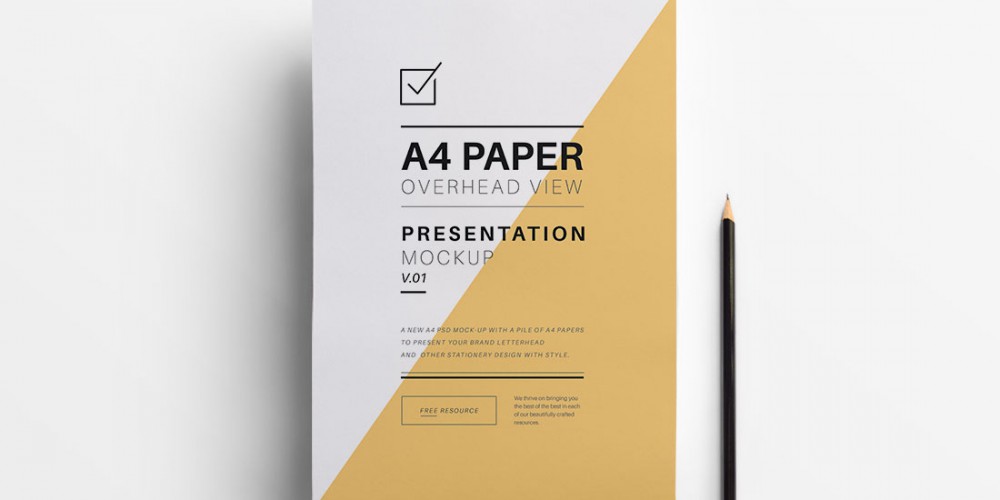 A4 PAPER
OVERHEAD VIEW
PRESENTATION
MOCKUP
V.01
A NEW A4 PSD MOCK-UP WITH A PILE OF A4 PAPERS
TO PRESENT YOUR BRAND LETTERHEAD
AND OTHER STATIONERY DESIGN WITH STYLE.
FREE RESOURCE
We thrive on bringing you
the best of the best in each
of our beautifully crafted
resources.